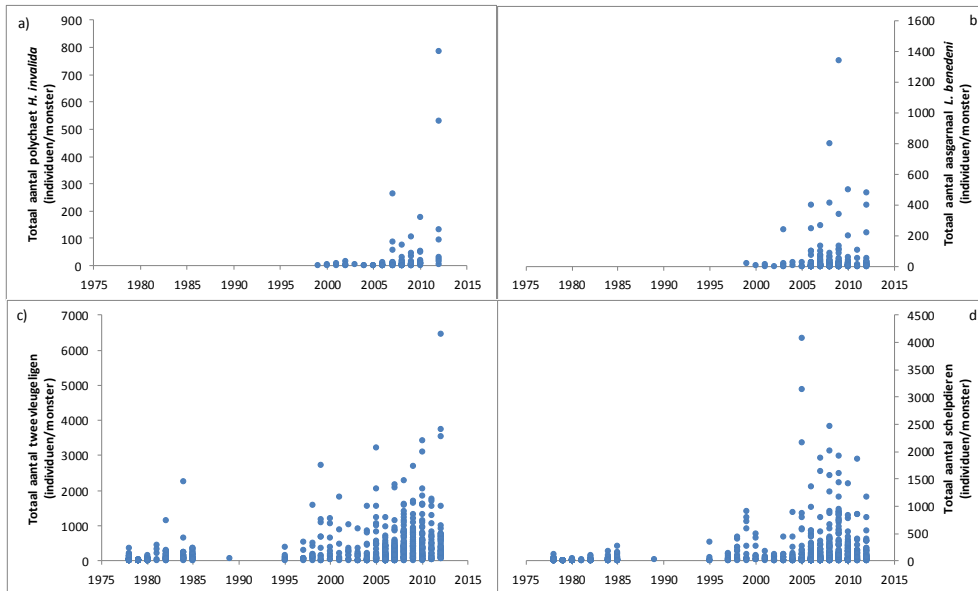 a)
Totaal aantal polychaet H. invalida
(individuen/monster)
900
800
700
600
500
400
300
200
100
0
1975 1980 1985 1990 1995 2000 2005 2010 2015
b
Totaal aantal aasgarnaal L. benedeni
(individuen/monster)
1600
1400
1200
1000
800
600
400
200
0
1975 1980 1985 1990 1995 2000 2005 2010 2015
c)
Totaal aantal tweevleugeligen
(individuen/monster)
7000
6000
5000
4000
3000
2000
1000
0
1975 1980 1985 1990 1995 2000 2005 2010 2015
d
Totaal aantal schelpdieren
(individuen/monster)
4500
4000
3500
3000
2500
2000
1500
1000
500
0
1975 1980 1985 1990 1995 2000 2005 2010 2015